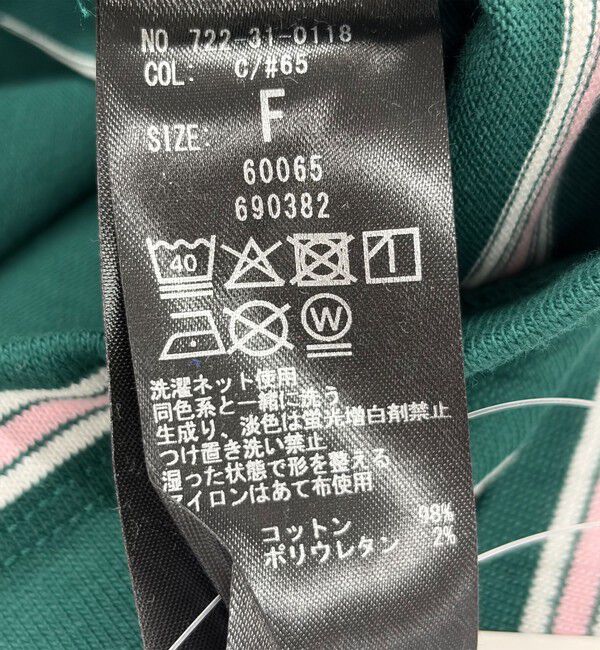 NO 722-31-0118
COL: C/#65
SIZE: F
60065
690382
40
W
洗濯ネット使用
同色系と一緒に洗う
生成り、淡色は蛍光増白剤禁止
つけ置き洗い禁止
湿った状態で形を整える
アイロンはあて布使用
コットン 98%
ポリウレタン 2%